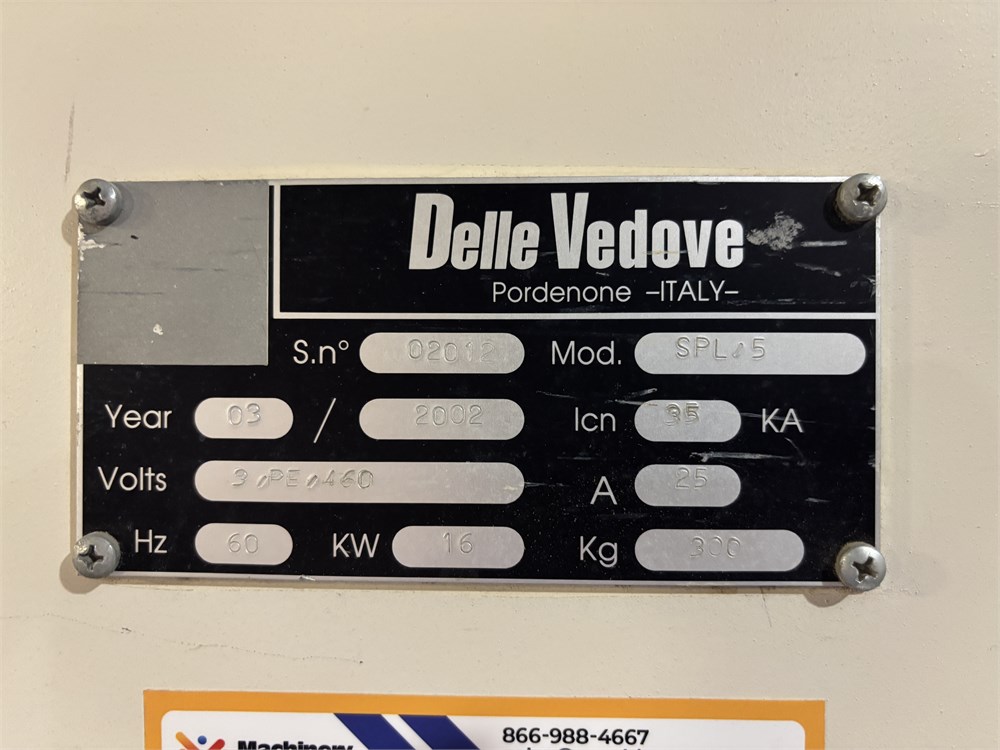 Delle Vedove
Pordenone –ITALY–
S.n° 02012 Mod. SPL/5
Year 03 / 2002 Icn 35 KA
Volts 3/PE/460 A 25
Hz 60 KW 16 Kg 300
866-988-4667
Machinery